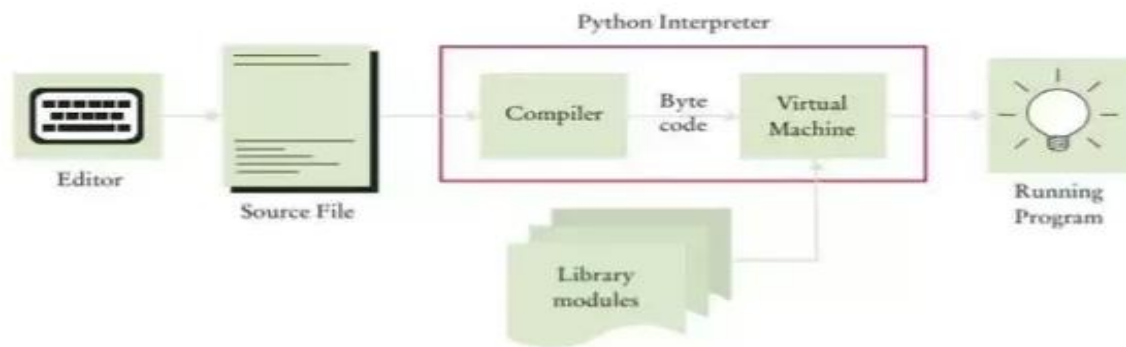 Python Interpreter
Compiler
Byte
code
Virtual
Machine
Editor
Source File
Running
Program
Library
modules